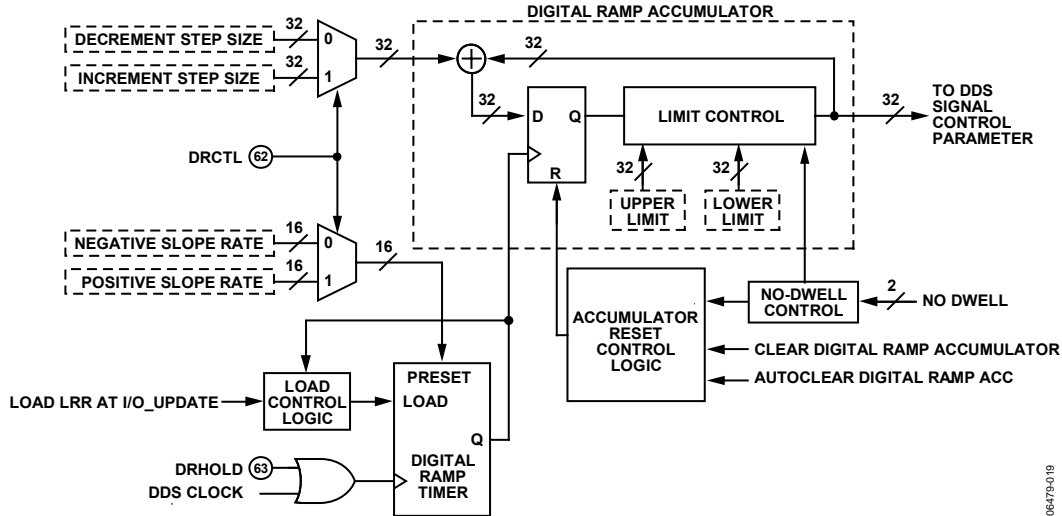 DIGITAL RAMP ACCUMULATOR
DECREMENT STEP SIZE
32
0
INCREMENT STEP SIZE
32
1
32
32
32
D
Q
R
LIMIT CONTROL
32
TO DDS
SIGNAL
CONTROL
PARAMETER
32
32
UPPER
LIMIT
LOWER
LIMIT
DRCTL
62
NEGATIVE SLOPE RATE
16
0
POSITIVE SLOPE RATE
16
1
16
ACCUMULATOR
RESET
CONTROL
LOGIC
NO-DWELL
CONTROL
2
NO DWELL
CLEAR DIGITAL RAMP ACCUMULATOR
AUTOCLEAR DIGITAL RAMP ACC
LOAD LRR AT I/O_UPDATE
LOAD
CONTROL
LOGIC
PRESET
LOAD
Q
DIGITAL
RAMP
TIMER
DRHOLD
63
DDS CLOCK
06479-019